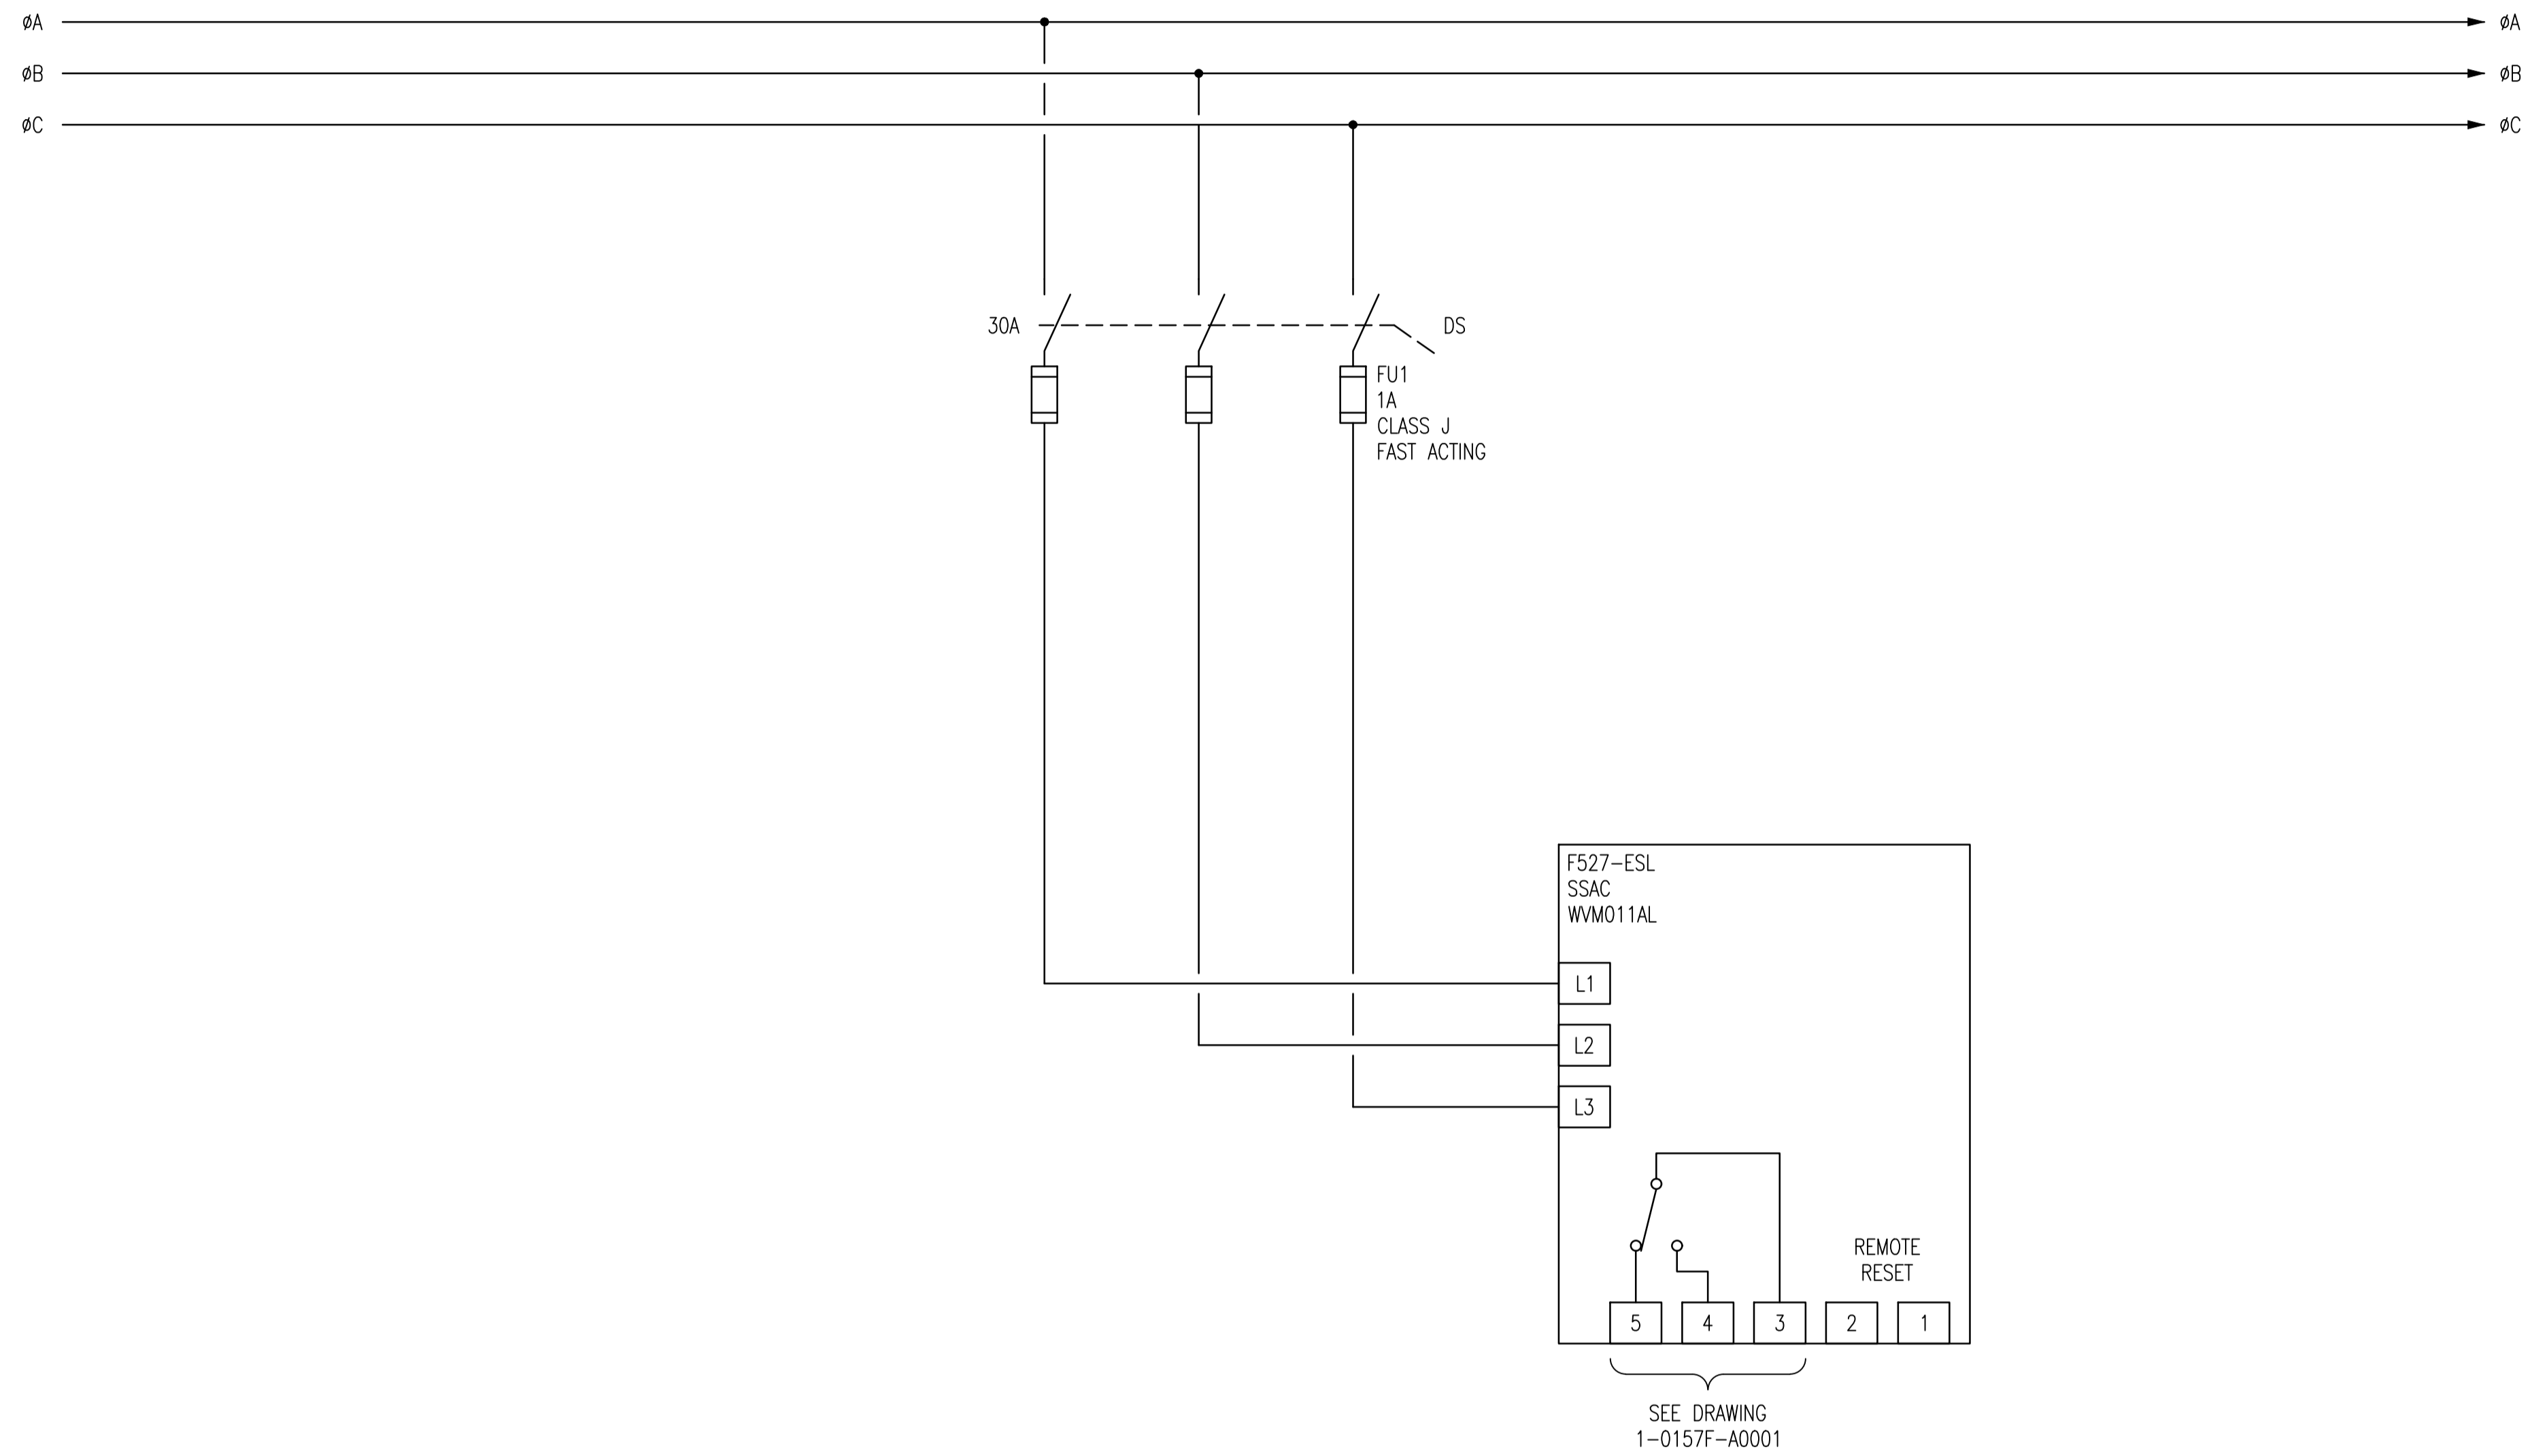 øA
øA
øB
øB
øC
øC
30A
DS
FU1
1A
CLASS J
FAST ACTING
F527-ESL
SSAC
WVM011AL
L1
L2
L3
REMOTE
RESET
5
4
3
2
1
SEE DRAWING
1-0157F-A0001